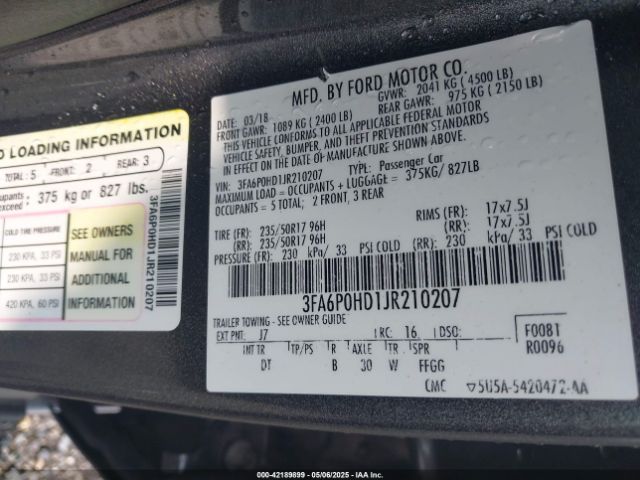 D LOADING INFORMATION
TOTAL: 5 FRONT: 2 REAR: 3
upants
exceed : 375 kg or 827 lbs.
COLD TIRE PRESSURE
230 KPA, 33 PSI
230 KPA, 33 PSI
420 KPA, 60 PSI
SEE OWNERS
MANUAL FOR
ADDITIONAL
INFORMATION
3FA6P0HD1JR210207
MFD. BY FORD MOTOR CO.
DATE: 03/18 GVWR: 2041 KG ( 4500 LB)
FRONT GAWR: 1089 KG ( 2400 LB) REAR GAWR: 975 KG ( 2150 LB)
THIS VEHICLE CONFORMS TO ALL APPLICABLE FEDERAL MOTOR
VEHICLE SAFETY, BUMPER, AND THEFT PREVENTION STANDARDS
IN EFFECT ON THE DATE OF MANUFACTURE SHOWN ABOVE.
VIN: 3FA6P0HD1JR210207 TYPE: Passenger Car
MAXIMUM LOAD = OCCUPANTS + LUGGAGE = 375KG/ 827LB
OCCUPANTS = 5 TOTAL; 2 FRONT, 3 REAR
TIRE (FR): 235/50R17 96H RIMS (FR): 17x7.5J
(RR): 235/50R17 96H (RR): 17x7.5J
PRESSURE (FR): 230 kPa/ 33 PSI COLD (RR): 230 kPa/ 33 PSI COLD
3FA6P0HD1JR210207
TRAILER TOWING - SEE OWNER GUIDE
EXT PNT: J7 RC: 16 DSO: F0081
INT TR TP/PS R AXLE TR SPR R0096
DT B 30 W FFGG
CMC 5U5A-5420472-AA
000-42189899 - 05/06/2025 - IAA Inc.